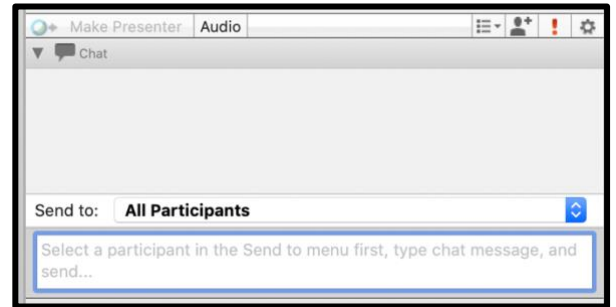 Make Presenter Audio
Chat
Send to: All Participants
Select a participant in the Send to menu first, type chat message, and
send...